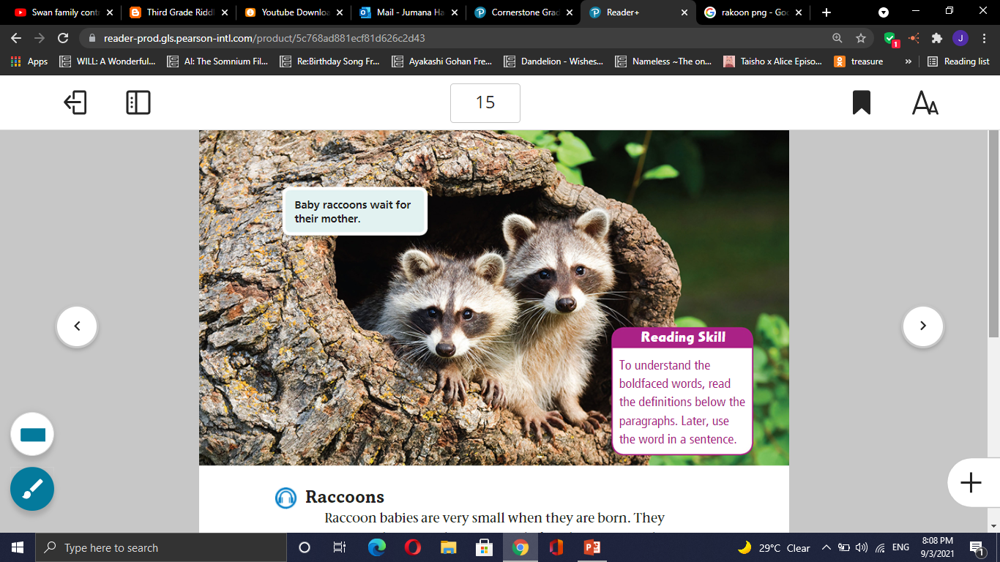 Swan family cont
Third Grade Riddl
Youtube Downloa
Mail - Jumana Ha
Cornerstone Grad
Reader+
rakoon png - Goo
reader-prod.gls.pearson-intl.com/product/5c768ad881ecf81d626c2d43
1
J
Apps
WILL: A Wonderful...
AI: The Somnium Fil...
Re:Birthday Song Fr...
Ayakashi Gohan Fre...
Dandelion - Wishes...
Nameless ~The on...
Taisho x Alice Episo...
treasure
»
Reading list
15
Baby raccoons wait for
their mother.
Reading Skill
To understand the
boldfaced words, read
the definitions below the
paragraphs. Later, use
the word in a sentence.
Raccoons
Raccoon babies are very small when they are born. They
Type here to search
29°C Clear
ENG
8:08 PM
9/3/2021
1